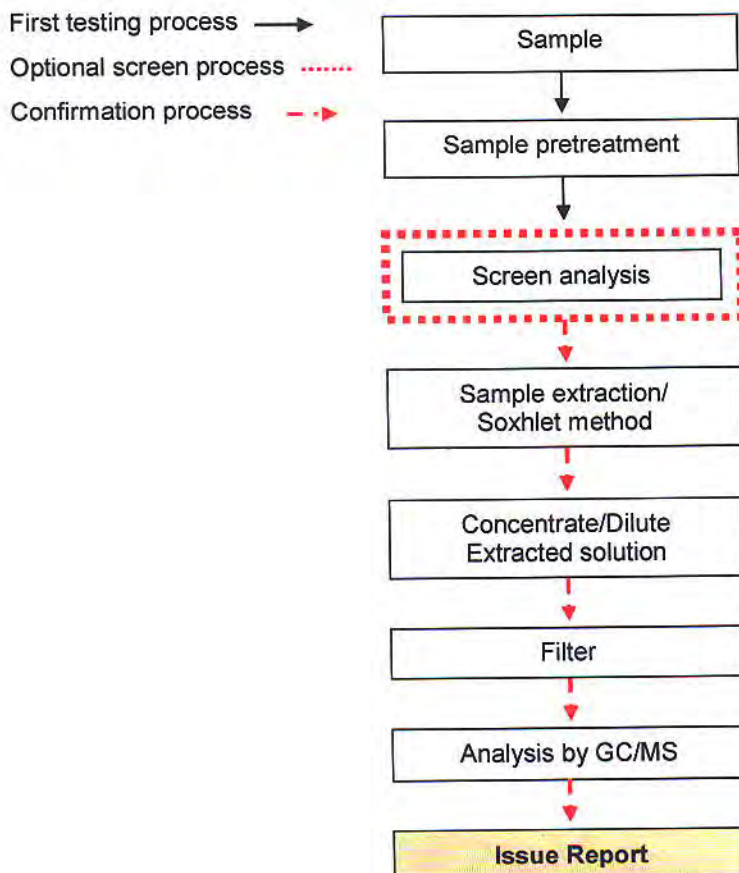 First testing process
Optional screen process
Confirmation process
Sample
Sample pretreatment
Screen analysis
Sample extraction/
Soxhlet method
Concentrate/Dilute
Extracted solution
Filter
Analysis by GC/MS
Issue Report